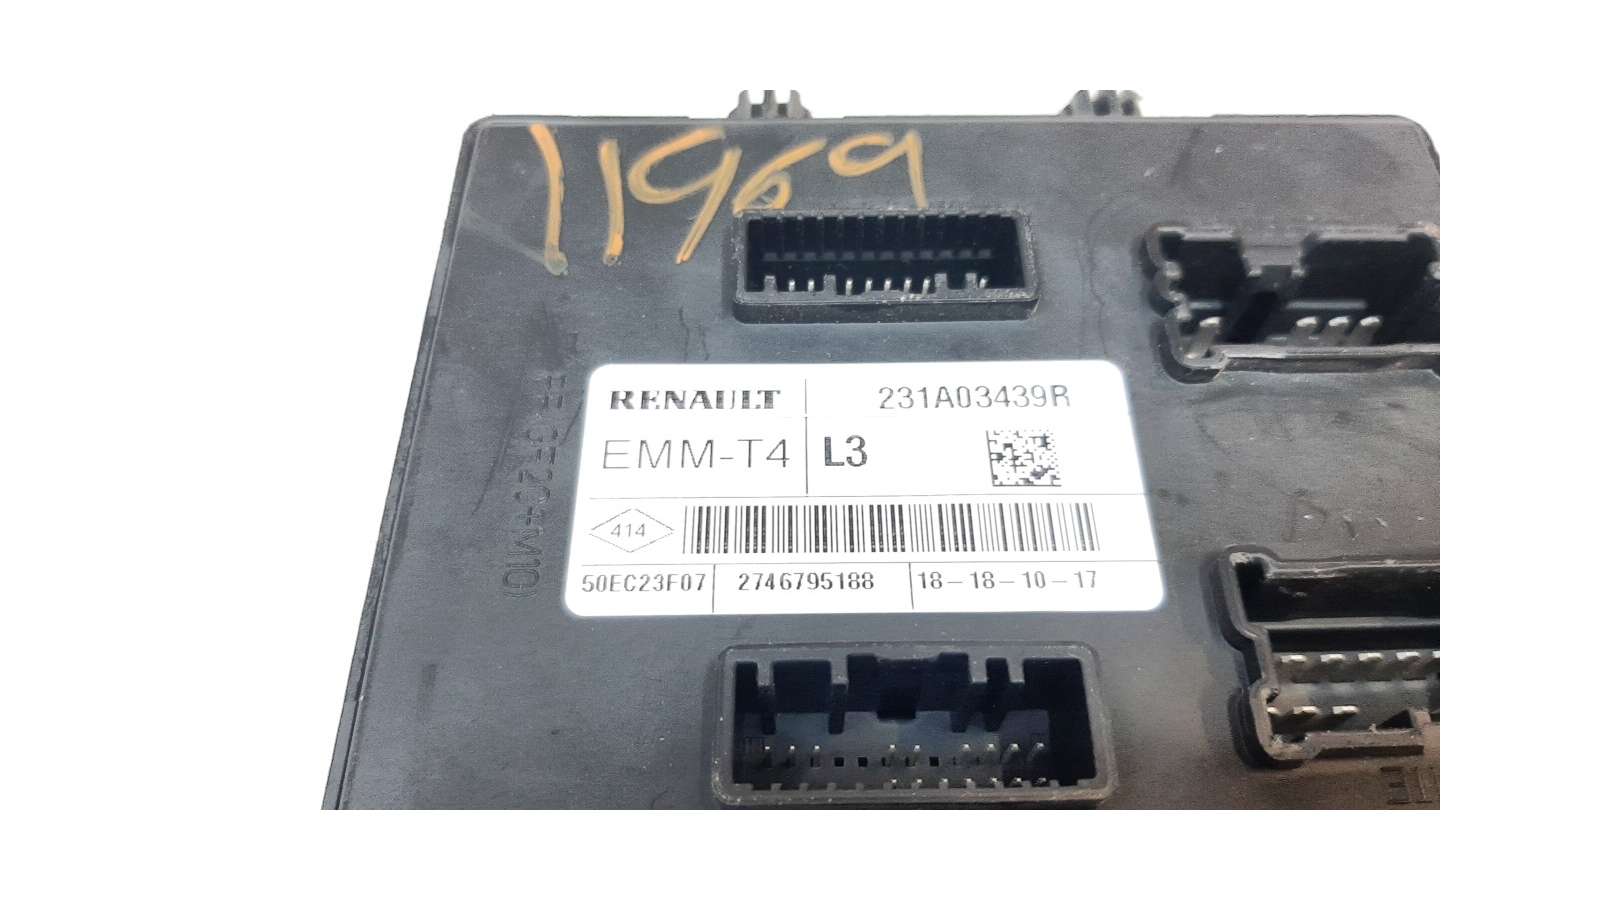 11969
RENAULT 231A03439R
EMM-T4 L3
414
50EC23F07 2746795188 18-18-10-17